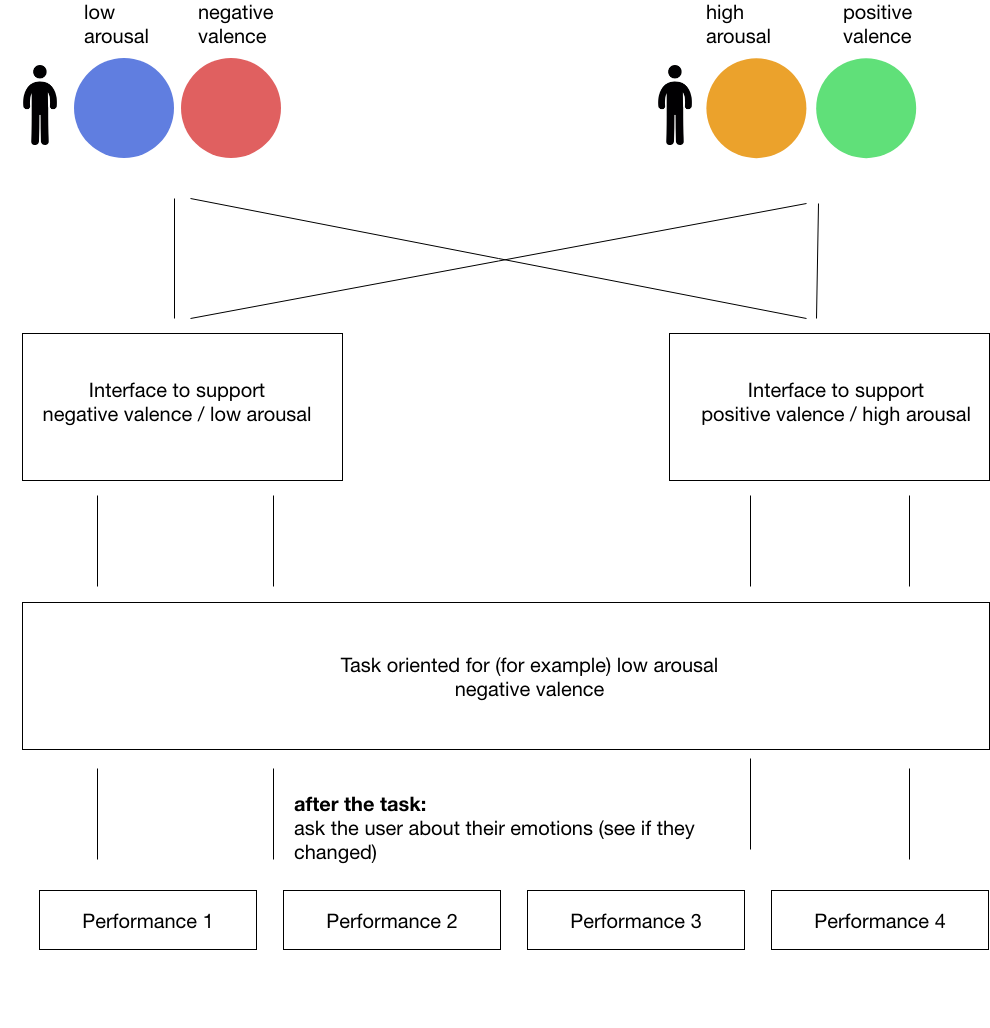 low
arousal
negative
valence
high
arousal
positive
valence
Interface to support
negative valence / low arousal
Interface to support
positive valence / high arousal
Task oriented for (for example) low arousal
negative valence
after the task:
ask the user about their emotions (see if they
changed)
Performance 1
Performance 2
Performance 3
Performance 4